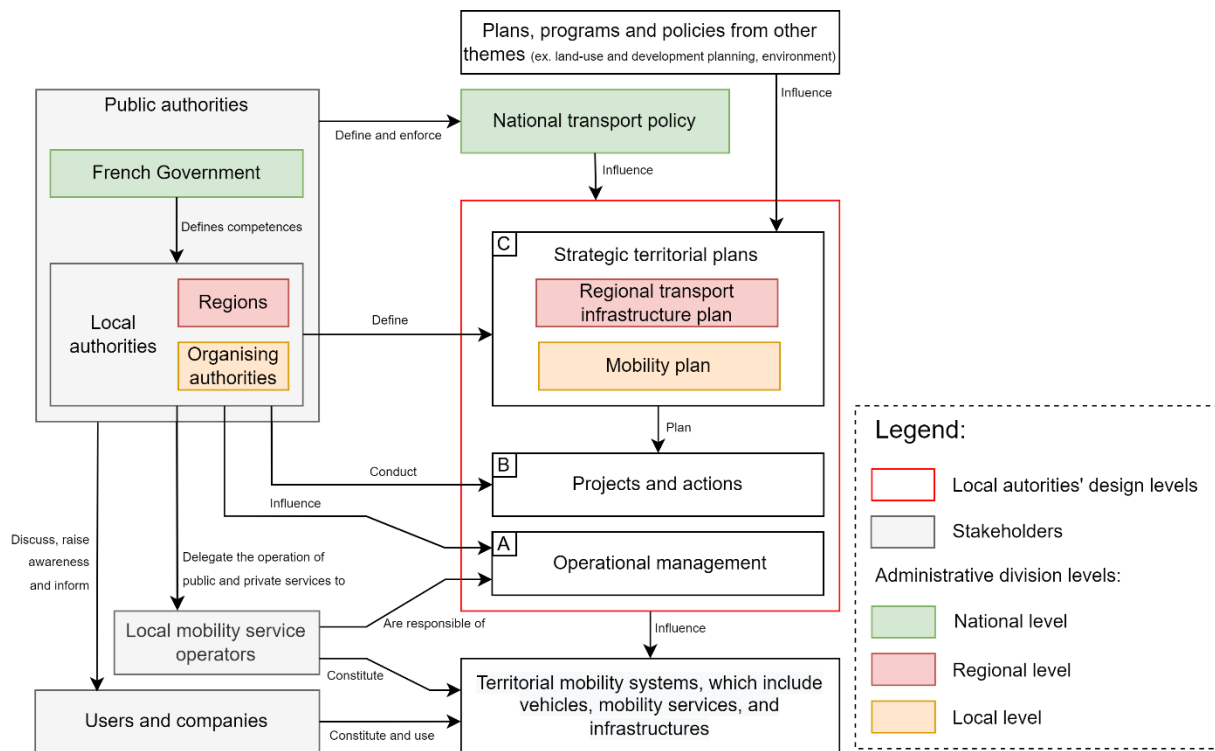 Plans, programs and policies from other
themes (ex. land-use and development planning, environment)
Influence
Public authorities
Define and enforce
National transport policy
French Government
Influence
Defines competences
C
Strategic territorial plans
Regions
Regional transport
infrastructure plan
Local
authorities
Define
Organising
authorities
Mobility plan
Plan
Conduct
B
Projects and actions
Influence
A
Operational management
Discuss, raise
awareness
and inform
Delegate the operation of
public and private services to
Local mobility service
operators
Are responsible of
Influence
Constitute
Users and companies
Constitute and use
Territorial mobility systems, which include
vehicles, mobility services, and
infrastructures
Legend:
Local autorities' design levels
Stakeholders
Administrative division levels:
National level
Regional level
Local level